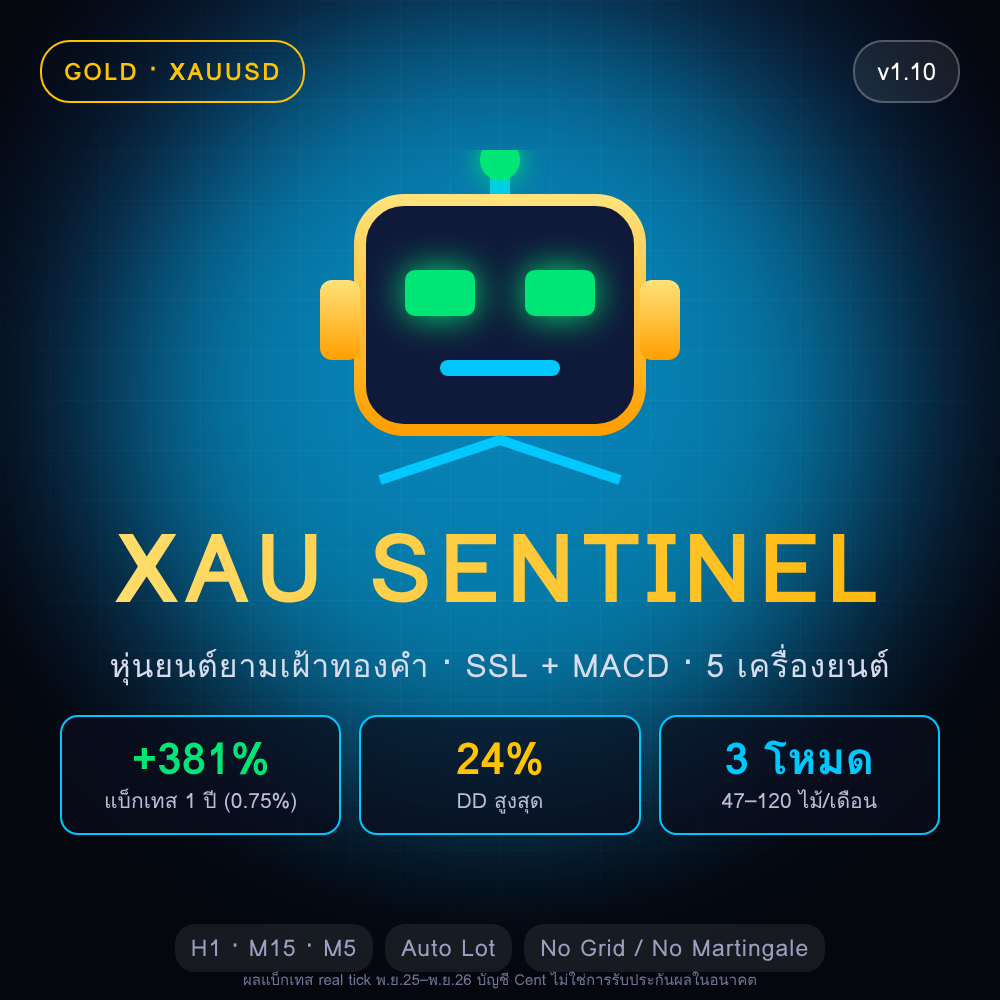 GOLD · XAUUSD
v1.10
XAU SENTINEL
หุ่นยนต์ยามเฝ้าทองคำ · SSL + MACD · 5 เครื่องยนต์
+381%
แบ็กเทส 1 ปี (0.75%)
24%
DD สูงสุด
3 โหมด
47–120 ไม้/เดือน
H1 · M15 · M5
Auto Lot
No Grid / No Martingale
ผลแบ็กเทส real tick พ.ย.25–พ.ย.26 บัญชี Cent ไม่ใช่การรับประกันผลในอนาคต